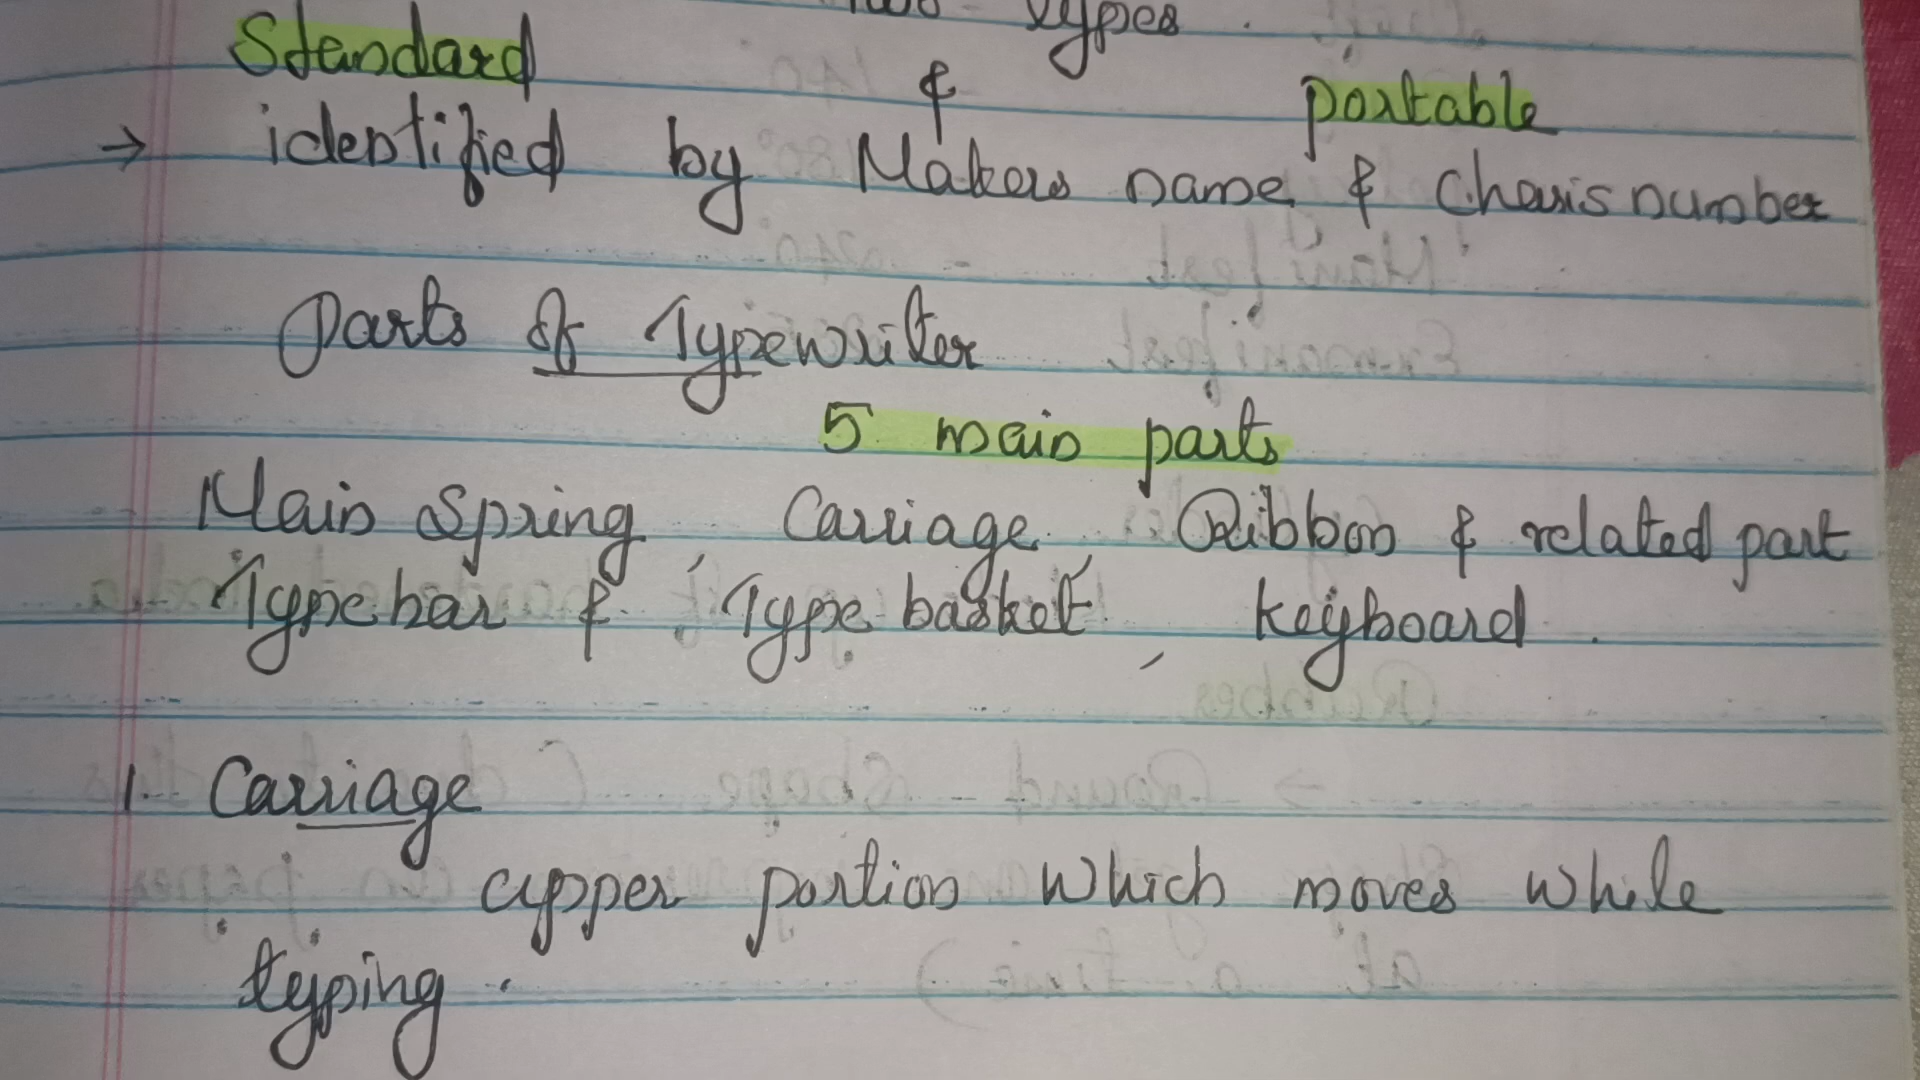 two types.
Standard & portable
→ identified by Makers name & Chasis number
Parts of Typewriter
5 main parts
Main Spring, Carriage, Ribbon & related part
Typebar & Type basket, keyboard.
1. Carriage
upper portion which moves while
typing.